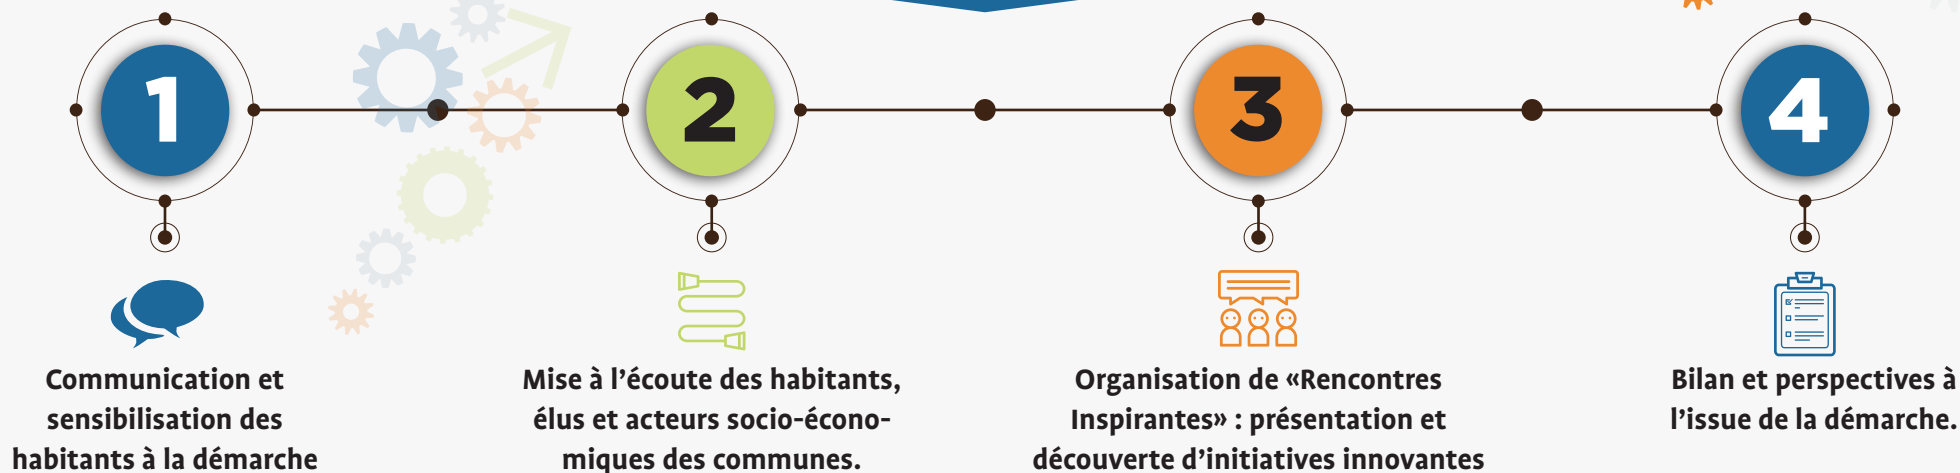 1
2
3
4
Communication et
sensibilisation des
habitants à la démarche
Mise à l’écoute des habitants,
élus et acteurs socio-écono-
miques des communes.
Organisation de «Rencontres
Inspirantes» : présentation et
découverte d’initiatives innovantes
Bilan et perspectives à
l’issue de la démarche.